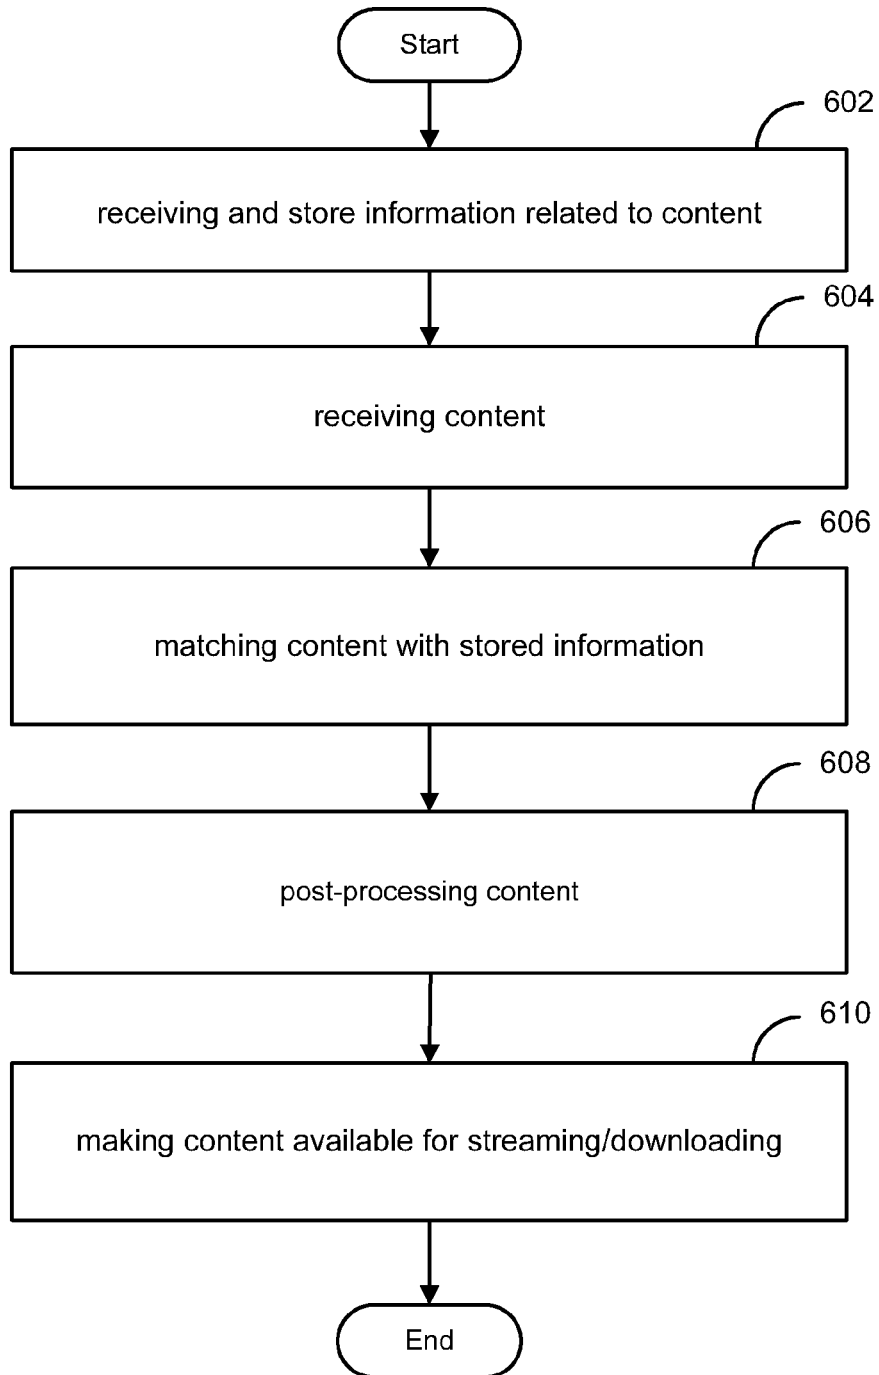 Start
602
receiving and store information related to content
604
receiving content
606
matching content with stored information
608
post-processing content
610
making content available for streaming/downloading
End